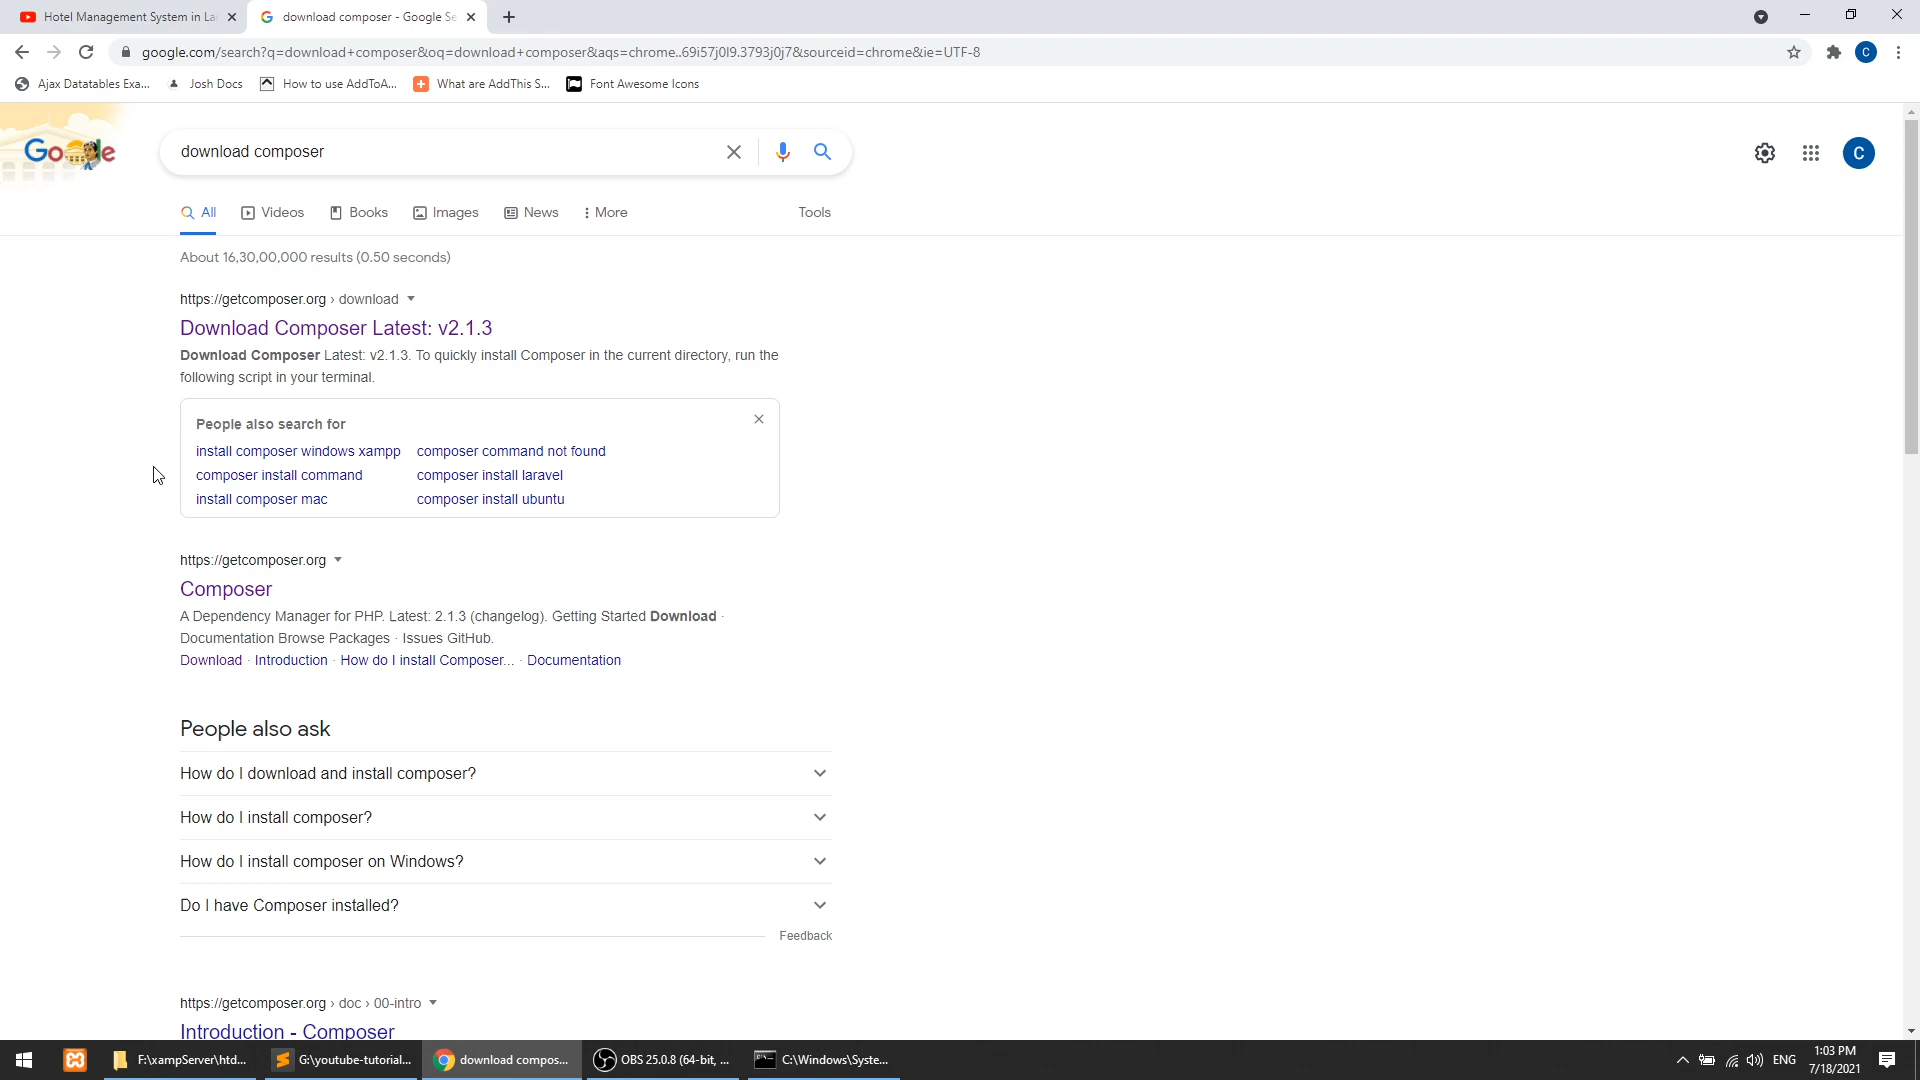 Hotel Management System in La
download composer - Google Se
google.com/search?q=download+composer&oq=download+composer&aqs=chrome..69i57j0l9.3793j0j7&sourceid=chrome&ie=UTF-8
C
Ajax Datatables Exa...
Josh Docs
How to use AddToA...
What are AddThis S...
Font Awesome Icons
Google
download composer
C
All
Videos
Books
Images
News
More
Tools
About 16,30,00,000 results (0.50 seconds)
https://getcomposer.org › download
Download Composer Latest: v2.1.3
Download Composer Latest: v2.1.3. To quickly install Composer in the current directory, run the
following script in your terminal.
People also search for
install composer windows xampp
composer command not found
composer install command
composer install laravel
install composer mac
composer install ubuntu
https://getcomposer.org
Composer
A Dependency Manager for PHP. Latest: 2.1.3 (changelog). Getting Started Download ·
Documentation Browse Packages · Issues GitHub.
Download · Introduction · How do I install Composer... · Documentation
People also ask
How do I download and install composer?
How do I install composer?
How do I install composer on Windows?
Do I have Composer installed?
Feedback
https://getcomposer.org › doc › 00-intro
Introduction - Composer
F:\xampServer\htd...
G:\youtube-tutorial...
download compos...
OBS 25.0.8 (64-bit, ...
C:\Windows\Syste...
ENG
1:03 PM
7/18/2021